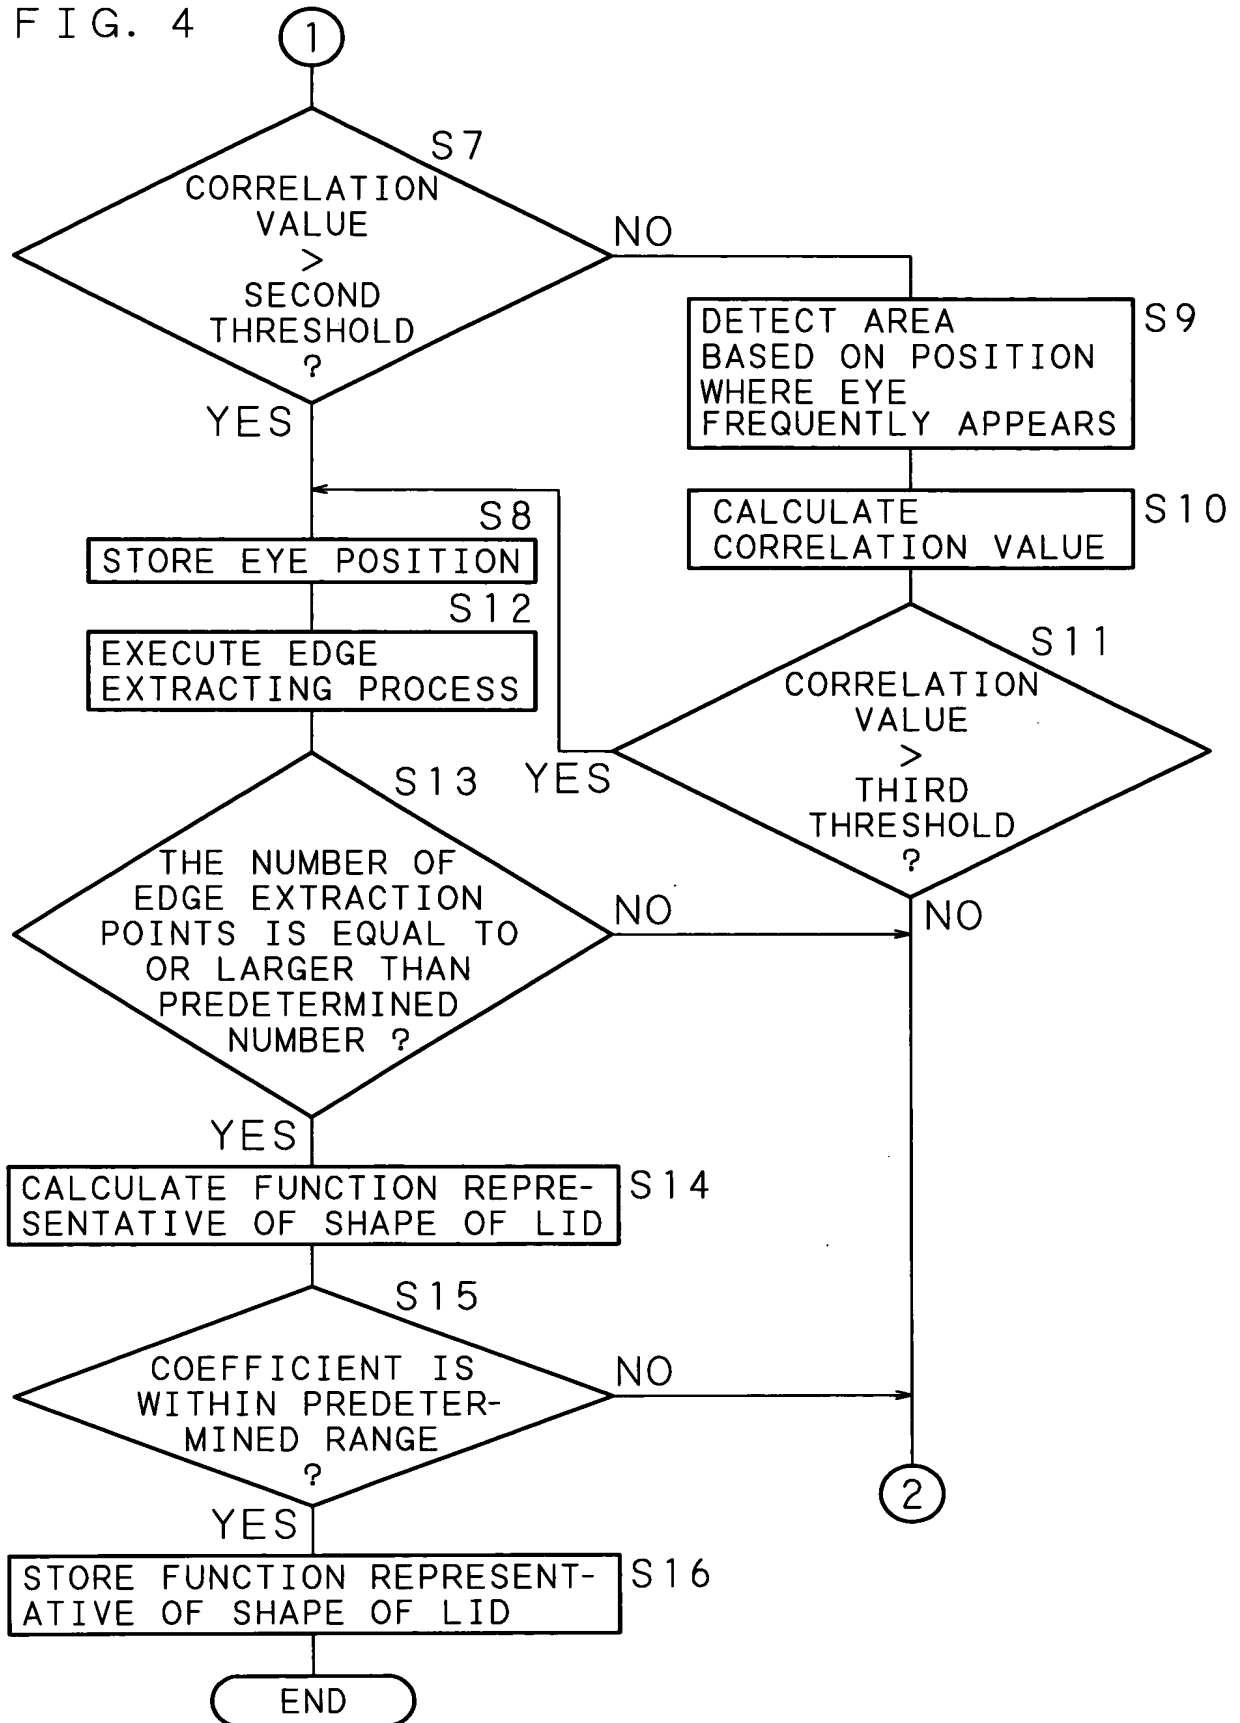 FIG. 4
1
S7
CORRELATION
VALUE
>
SECOND
THRESHOLD
?
NO
YES
DETECT AREA
BASED ON POSITION
WHERE EYE
FREQUENTLY APPEARS
S9
S8
STORE EYE POSITION
CALCULATE
CORRELATION VALUE
S10
S12
EXECUTE EDGE
EXTRACTING PROCESS
S11
CORRELATION
VALUE
>
THIRD
THRESHOLD
?
YES
NO
S13
THE NUMBER OF
EDGE EXTRACTION
POINTS IS EQUAL TO
OR LARGER THAN
PREDETERMINED
NUMBER ?
NO
YES
CALCULATE FUNCTION REPRE-
SENTATIVE OF SHAPE OF LID
S14
S15
COEFFICIENT IS
WITHIN PREDETER-
MINED RANGE
?
NO
YES
2
STORE FUNCTION REPRESENT-
ATIVE OF SHAPE OF LID
S16
END